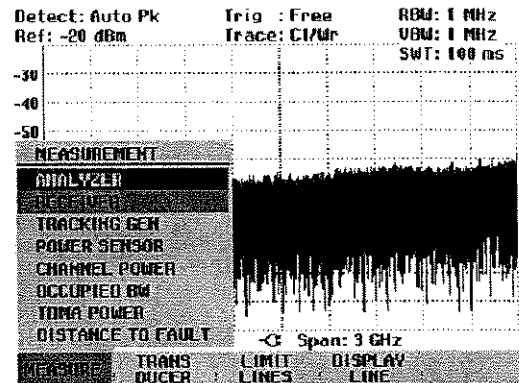 Detect: Auto Pk Trig : Free RBW: 1 MHz
Ref: -20 dBm Trace: Cl/Wr VBW: 1 MHz
SWT: 100 ms
-30
-40
-50
MEASUREMENT
ANALYZER
RECEIVER
TRACKING GEN
POWER SENSOR
CHANNEL POWER
OCCUPIED BW
TDMA POWER
DISTANCE TO FAULT
Span: 3 GHz
MEASURE TRANS DUCER LIMIT LINES DISPLAY LINE